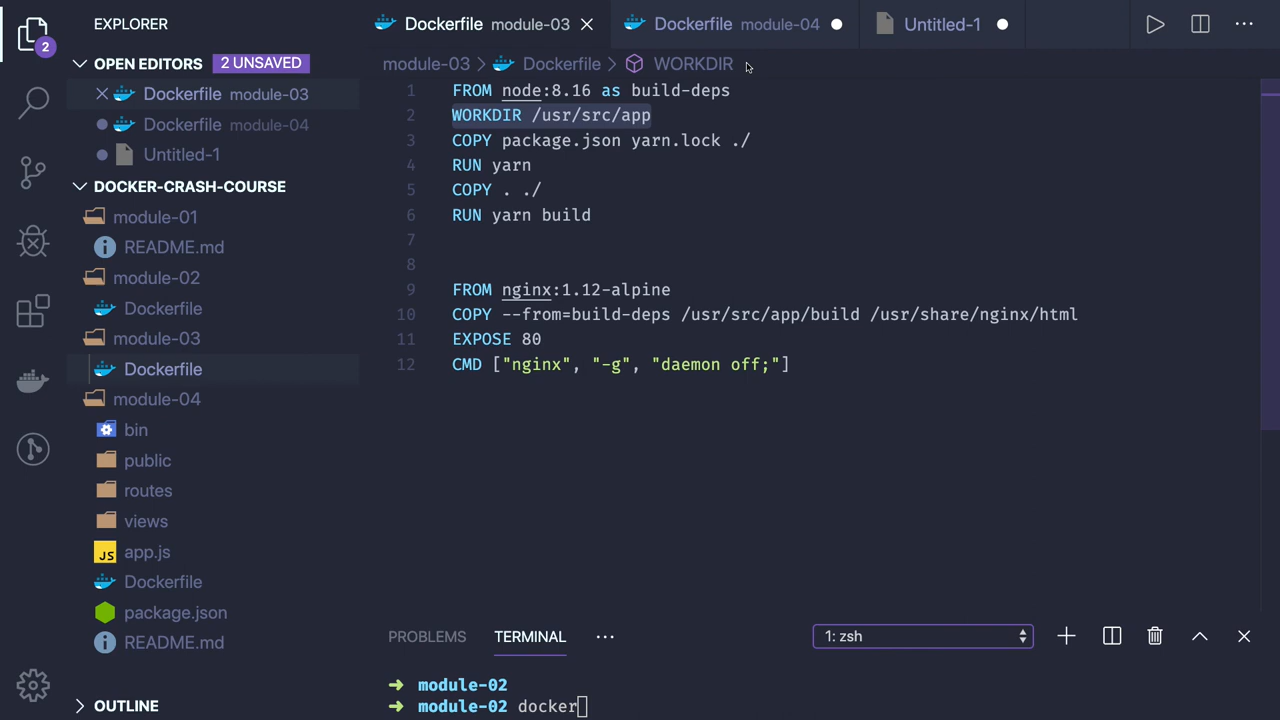 EXPLORER
2
OPEN EDITORS 2 UNSAVED
Dockerfile module-03
Dockerfile module-04
Untitled-1
DOCKER-CRASH-COURSE
module-01
README.md
module-02
Dockerfile
module-03
Dockerfile
module-04
bin
public
routes
views
JS app.js
Dockerfile
package.json
README.md
OUTLINE
Dockerfile module-03
Dockerfile module-04
Untitled-1
module-03 > Dockerfile > WORKDIR
1 FROM node:8.16 as build-deps
2 WORKDIR /usr/src/app
3 COPY package.json yarn.lock ./
4 RUN yarn
5 COPY . ../
6 RUN yarn build
7
8
9 FROM nginx:1.12-alpine
10 COPY --from=build-deps /usr/src/app/build /usr/share/nginx/html
11 EXPOSE 80
12 CMD ["nginx", "-g", "daemon off;"]
PROBLEMS TERMINAL ··· 1: zsh
→ module-02
→ module-02 docker